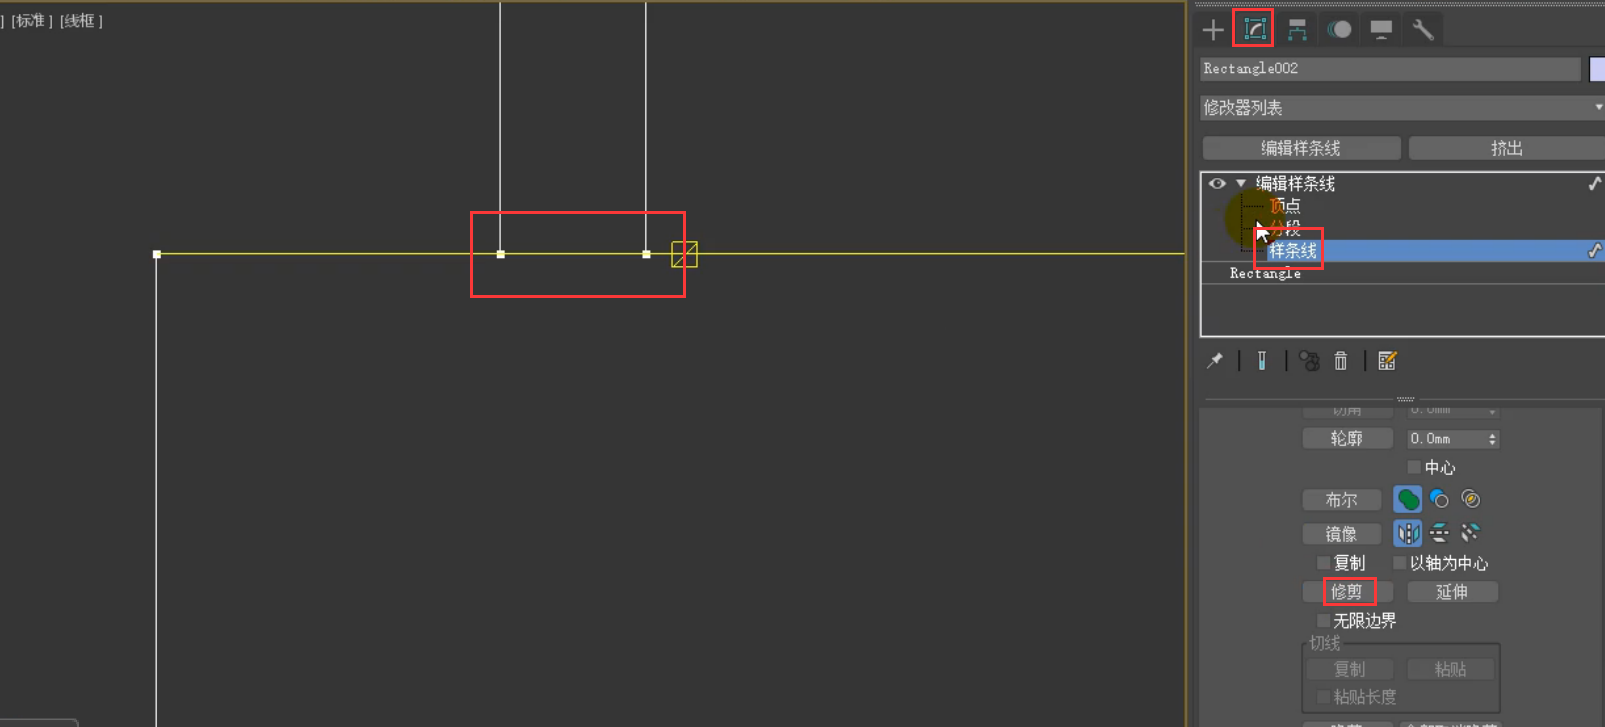 ] [标准 ] [线框 ]
Rectangle002
修改器列表
编辑样条线 挤出
编辑样条线
顶点
分段
样条线
Rectangle
切角 0.0mm
轮廓 0.0mm
中心
布尔
镜像
复制 以轴为中心
修剪 延伸
无限边界
切线
复制 粘贴
粘贴长度